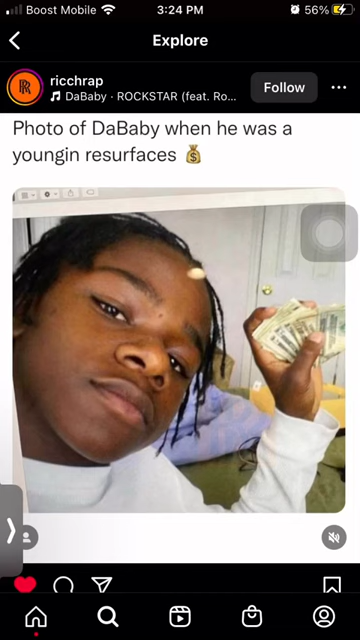 Boost Mobile 3:24 PM 56%
Explore
ricchrap
DaBaby · ROCKSTAR (feat. Ro...
Follow
Photo of DaBaby when he was a
youngin resurfaces 💰